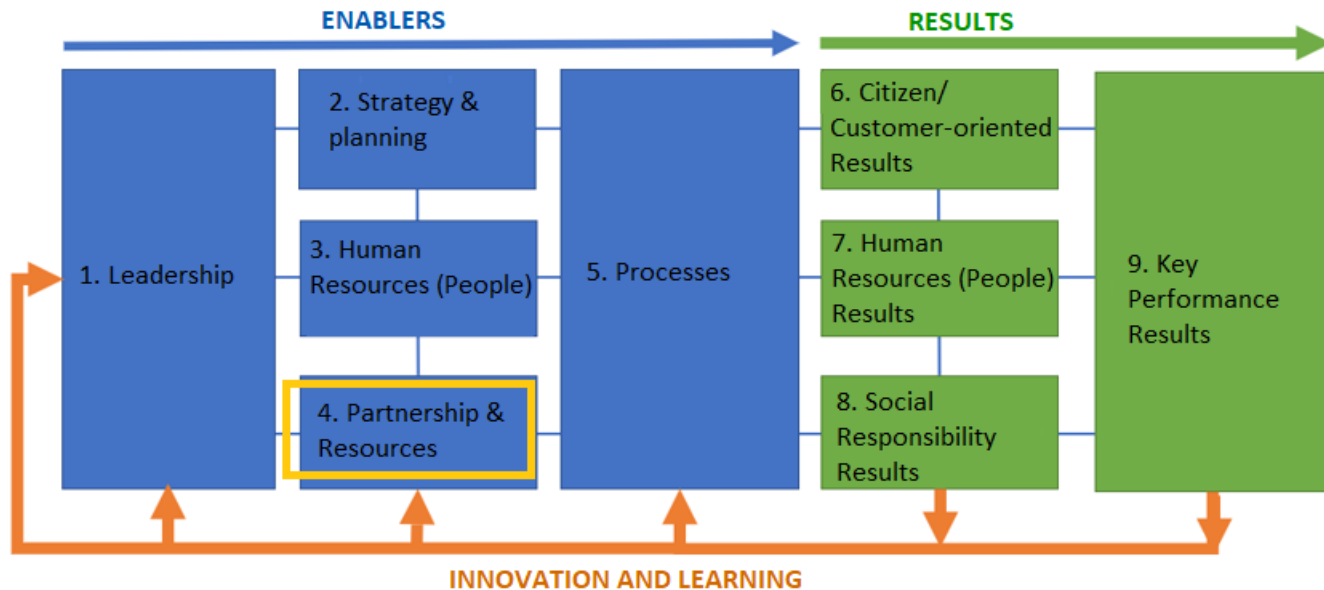 ENABLERS
RESULTS
1. Leadership
2. Strategy &
planning
3. Human
Resources (People)
4. Partnership &
Resources
5. Processes
6. Citizen/
Customer-oriented
Results
7. Human
Resources (People)
Results
8. Social
Responsibility
Results
9. Key
Performance
Results
INNOVATION AND LEARNING